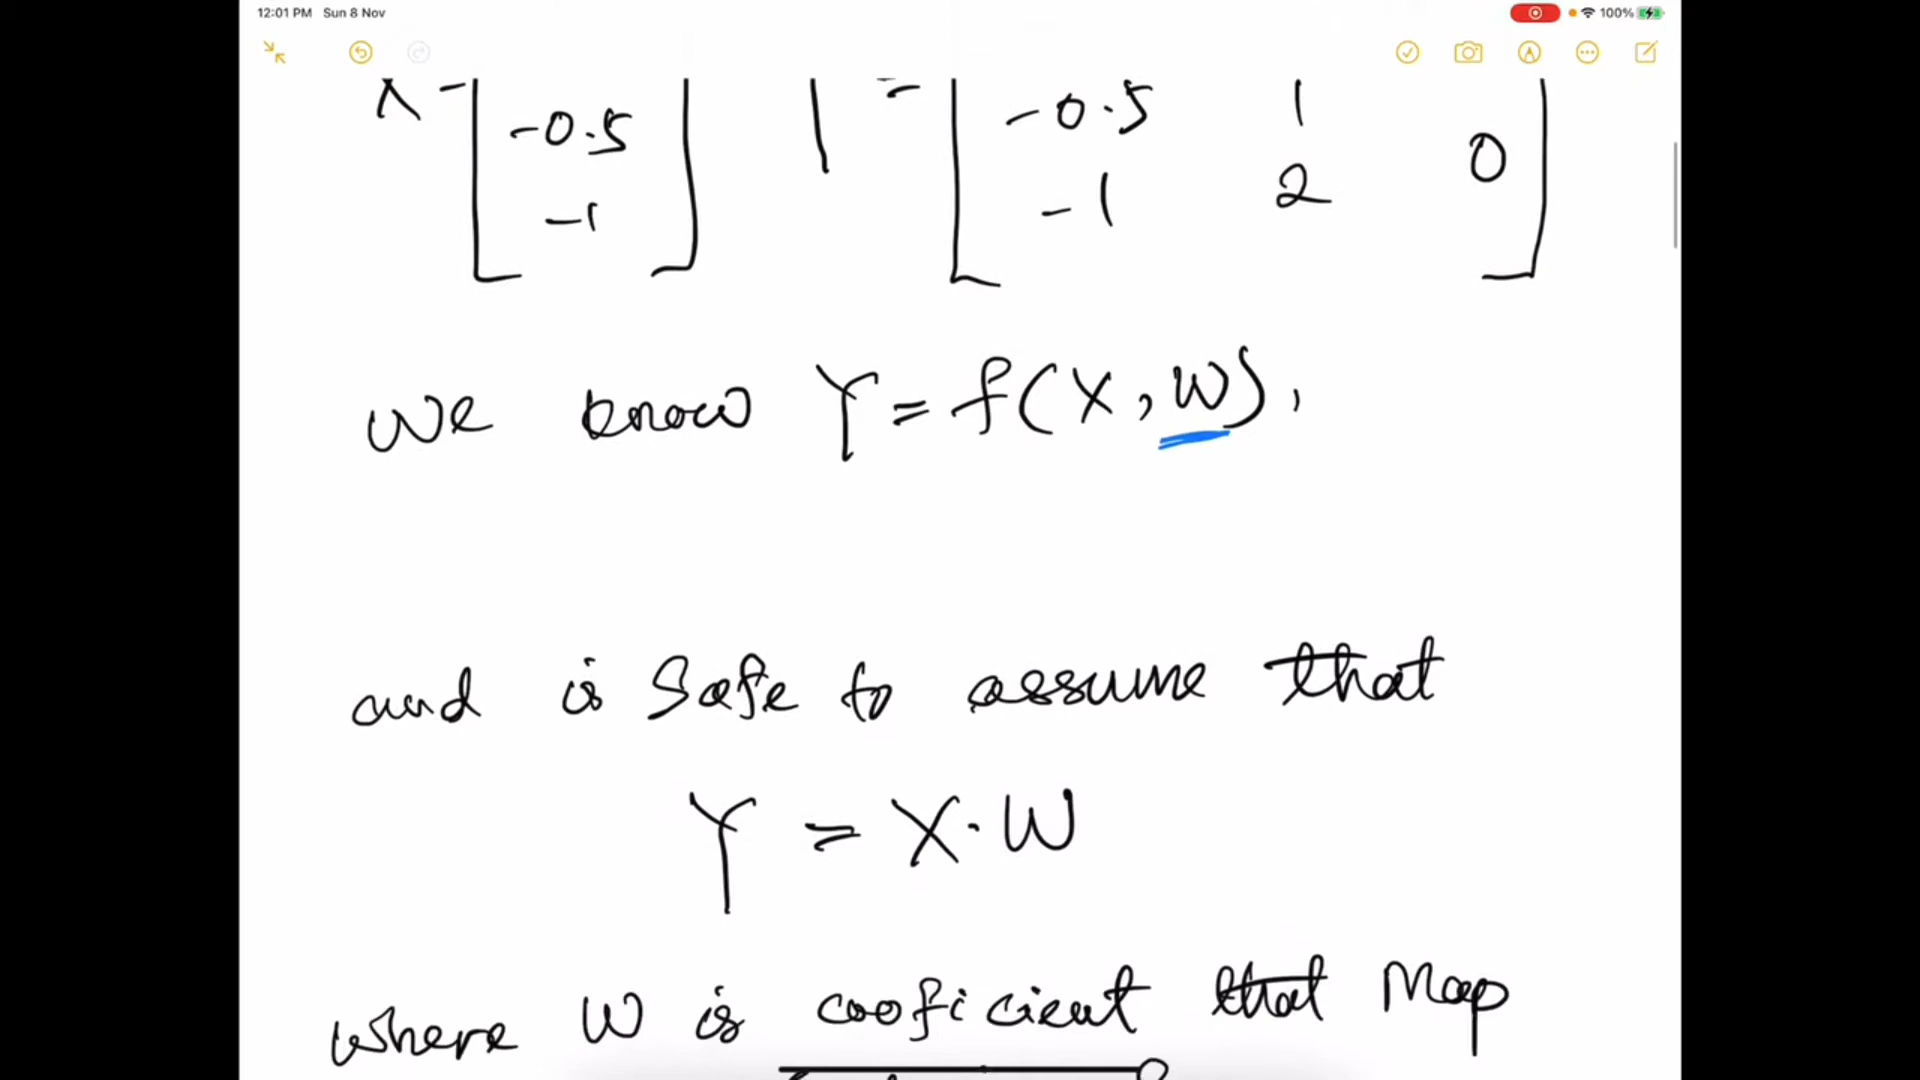 12:01 PM Sun 8 Nov 100%
X = -0.5 = -0.5 1
-1 -1 2 0
we know Y = f(X, W),
and is safe to assume that
Y = X · W
where W is cooficient that Map